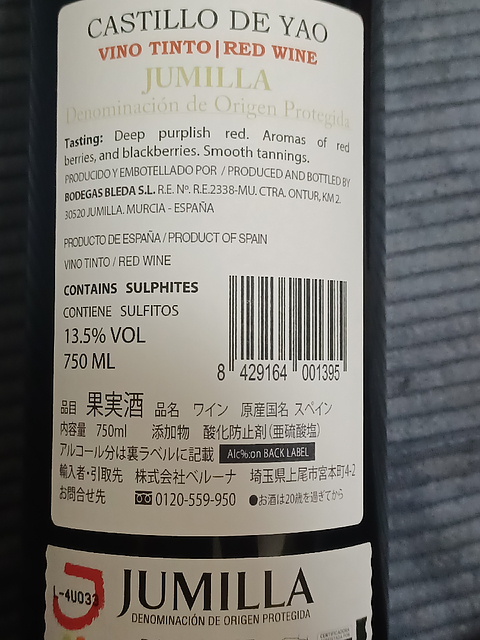 CASTILLO DE YAO
VINO TINTO | RED WINE
JUMILLA
Denominación de Origen Protegida
Tasting: Deep purplish red. Aromas of red
berries, and blackberries. Smooth tannings.
PRODUCIDO Y EMBOTELLADO POR / PRODUCED AND BOTTLED BY
BODEGAS BLEDA S.L. R.E. Nº. R.E.2338-MU. CTRA. ONTUR, KM 2.
30520 JUMILLA. MURCIA - ESPAÑA
PRODUCTO DE ESPAÑA / PRODUCT OF SPAIN
VINO TINTO / RED WINE
CONTAINS SULPHITES
CONTIENE SULFITOS
13.5% VOL
750 ML
8 429164 001395
品目 果実酒 品名 ワイン 原産国名 スペイン
内容量 750ml 添加物 酸化防止剤(亜硫酸塩)
アルコール分は裏ラベルに記載 Alc%:on BACK LABEL
輸入者・引取先 株式会社ベルーナ 埼玉県上尾市宮本町4-2
お問合せ先 0120-559-950 ●お酒は20歳を過ぎてから
L-4U033
JUMILLA
DENOMINACIÓN DE ORIGEN PROTEGIDA